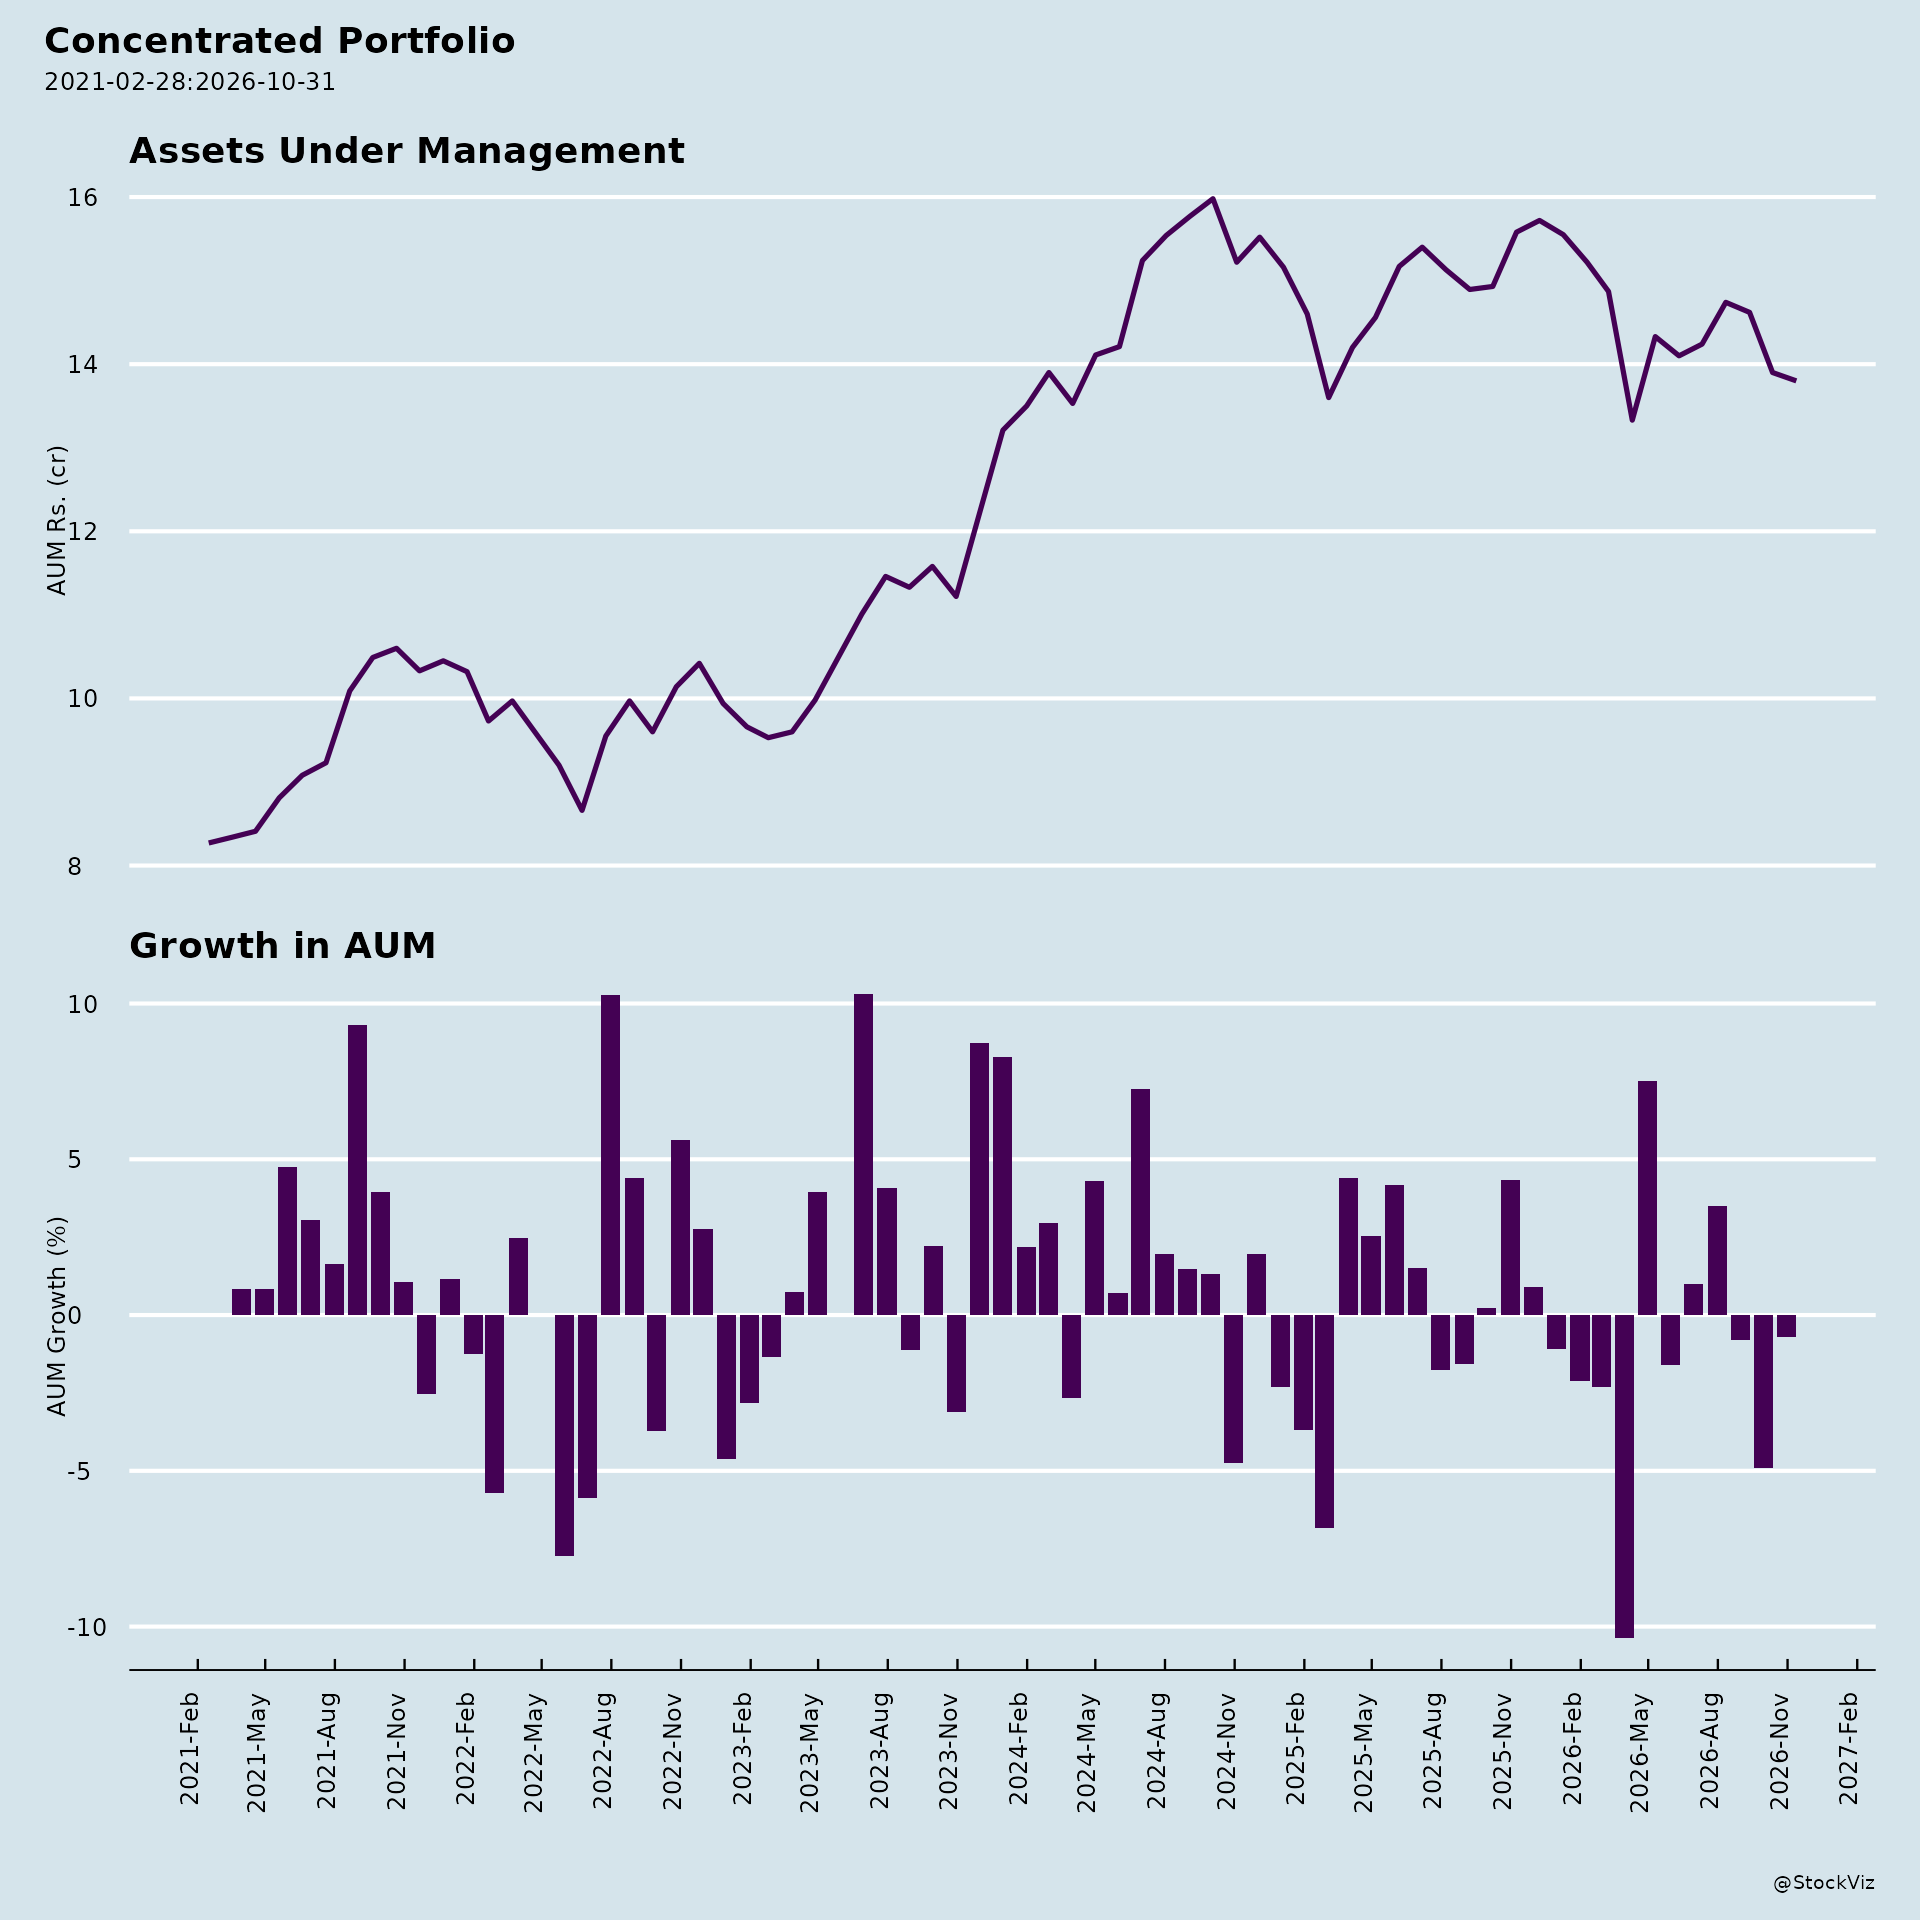 Concentrated Portfolio
2021-02-28:2026-10-31
Assets Under Management
16
14
12
10
8
AUM Rs. (cr)
Growth in AUM
10
5
0
-5
-10
AUM Growth (%)
2021-Feb
2021-May
2021-Aug
2021-Nov
2022-Feb
2022-May
2022-Aug
2022-Nov
2023-Feb
2023-May
2023-Aug
2023-Nov
2024-Feb
2024-May
2024-Aug
2024-Nov
2025-Feb
2025-May
2025-Aug
2025-Nov
2026-Feb
2026-May
2026-Aug
2026-Nov
2027-Feb
@StockViz